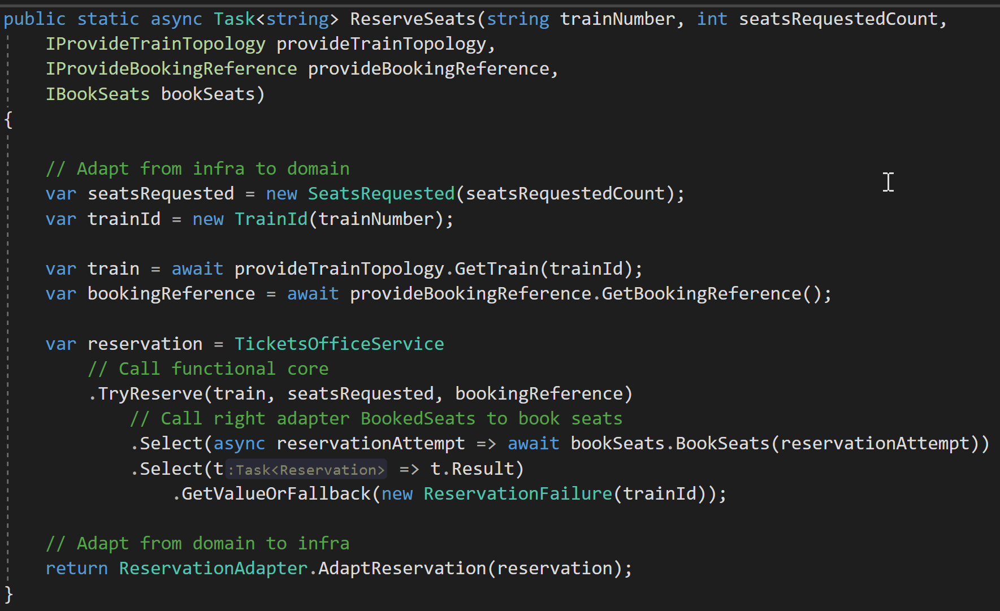 public static async Task<string> ReserveSeats(string trainNumber, int seatsRequestedCount,
IProvideTrainTopology provideTrainTopology,
IProvideBookingReference provideBookingReference,
IBookSeats bookSeats)
{
// Adapt from infra to domain
var seatsRequested = new SeatsRequested(seatsRequestedCount);
var trainId = new TrainId(trainNumber);
var train = await provideTrainTopology.GetTrain(trainId);
var bookingReference = await provideBookingReference.GetBookingReference();
var reservation = TicketsOfficeService
// Call functional core
.TryReserve(train, seatsRequested, bookingReference)
// Call right adapter BookedSeats to book seats
.Select(async reservationAttempt => await bookSeats.BookSeats(reservationAttempt))
.Select(t:Task<Reservation> => t.Result)
.GetValueOrFallback(new ReservationFailure(trainId));
// Adapt from domain to infra
return ReservationAdapter.AdaptReservation(reservation);
}